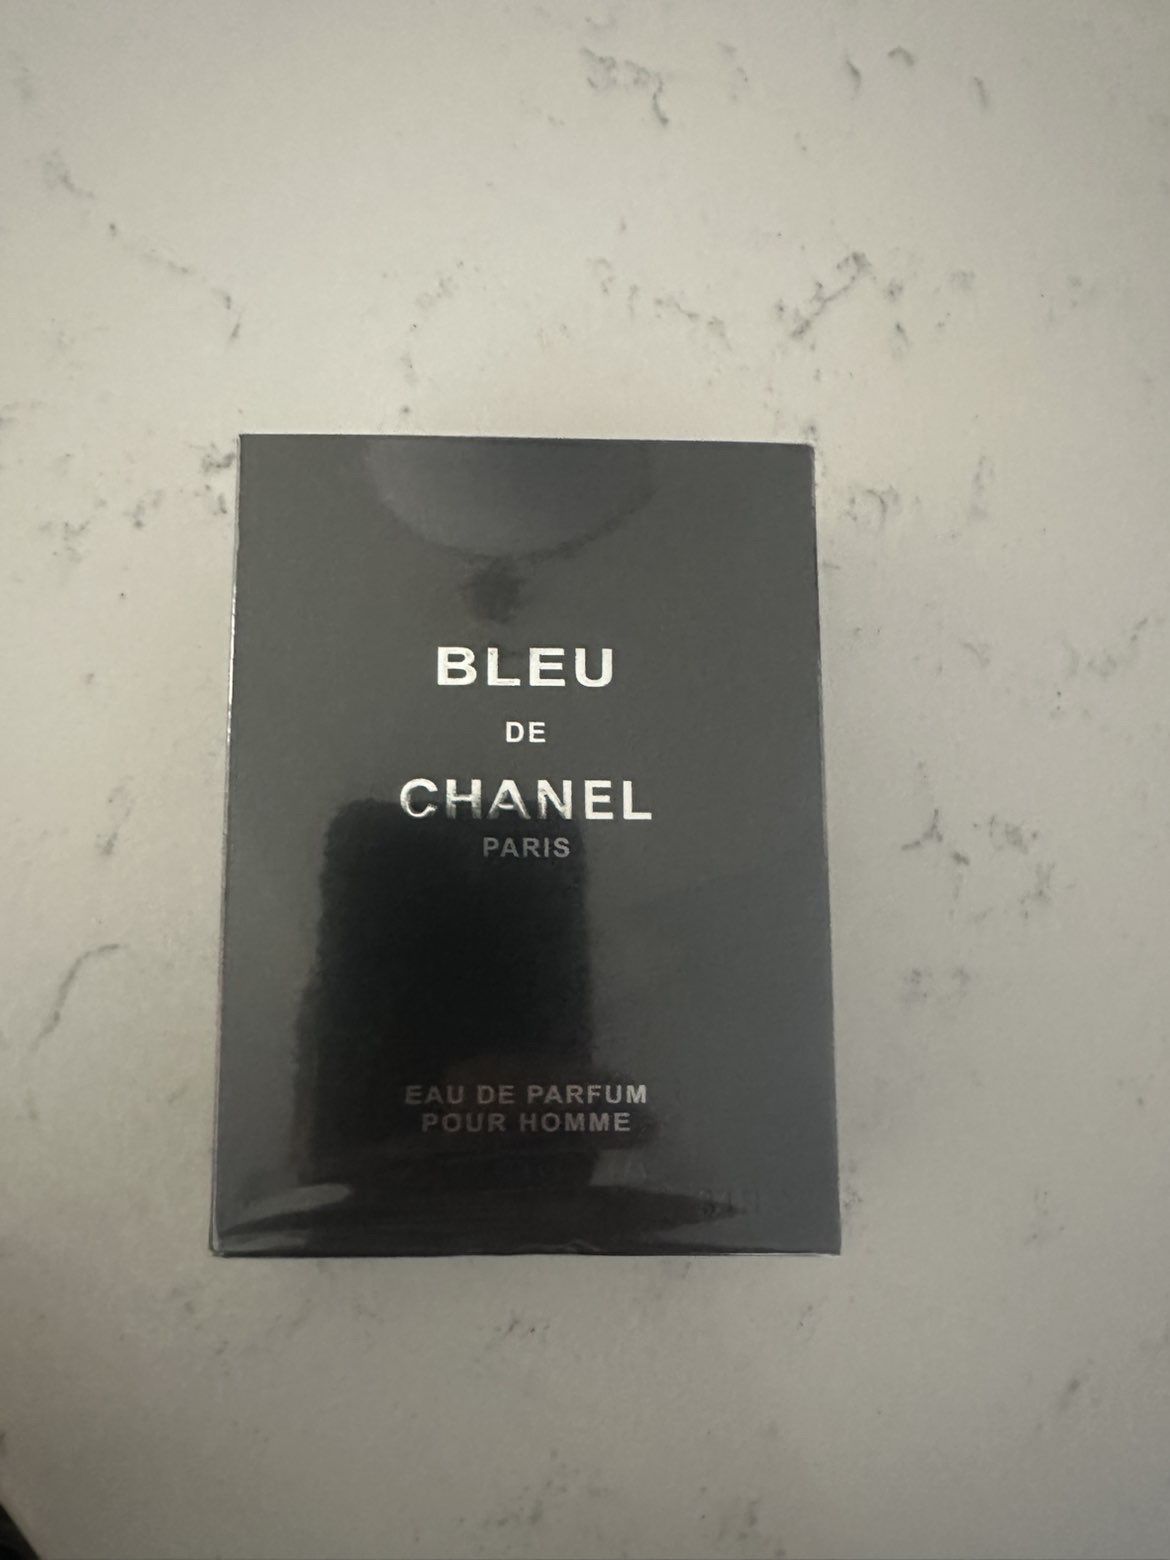 BLEU
DE
CHANEL
PARIS
EAU DE PARFUM
POUR HOMME